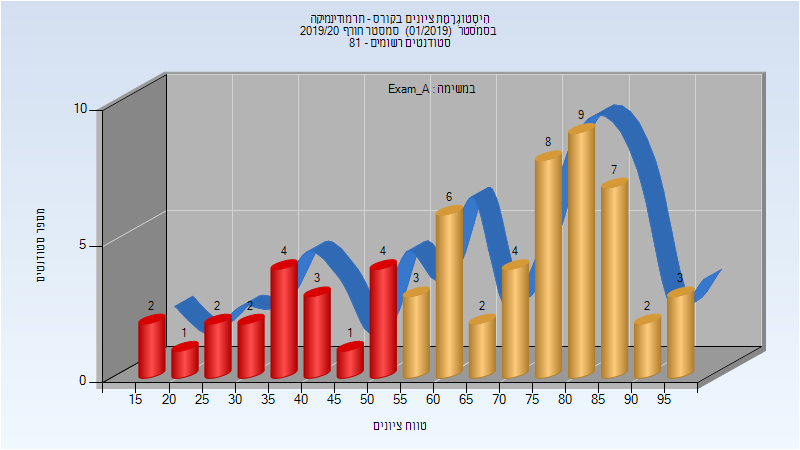 היסטוגרמת ציונים בקורס - תרמודינמיקה
בסמסטר (01/2019) סמסטר חורף 2019/20
סטודנטים רשומים - 81
במשימה : Exam_A
מספר סטודנטים
10
5
0
2
1
2
2
4
3
1
4
3
6
2
4
8
9
7
2
3
15 20 25 30 35 40 45 50 55 60 65 70 75 80 85 90 95
טווח ציונים